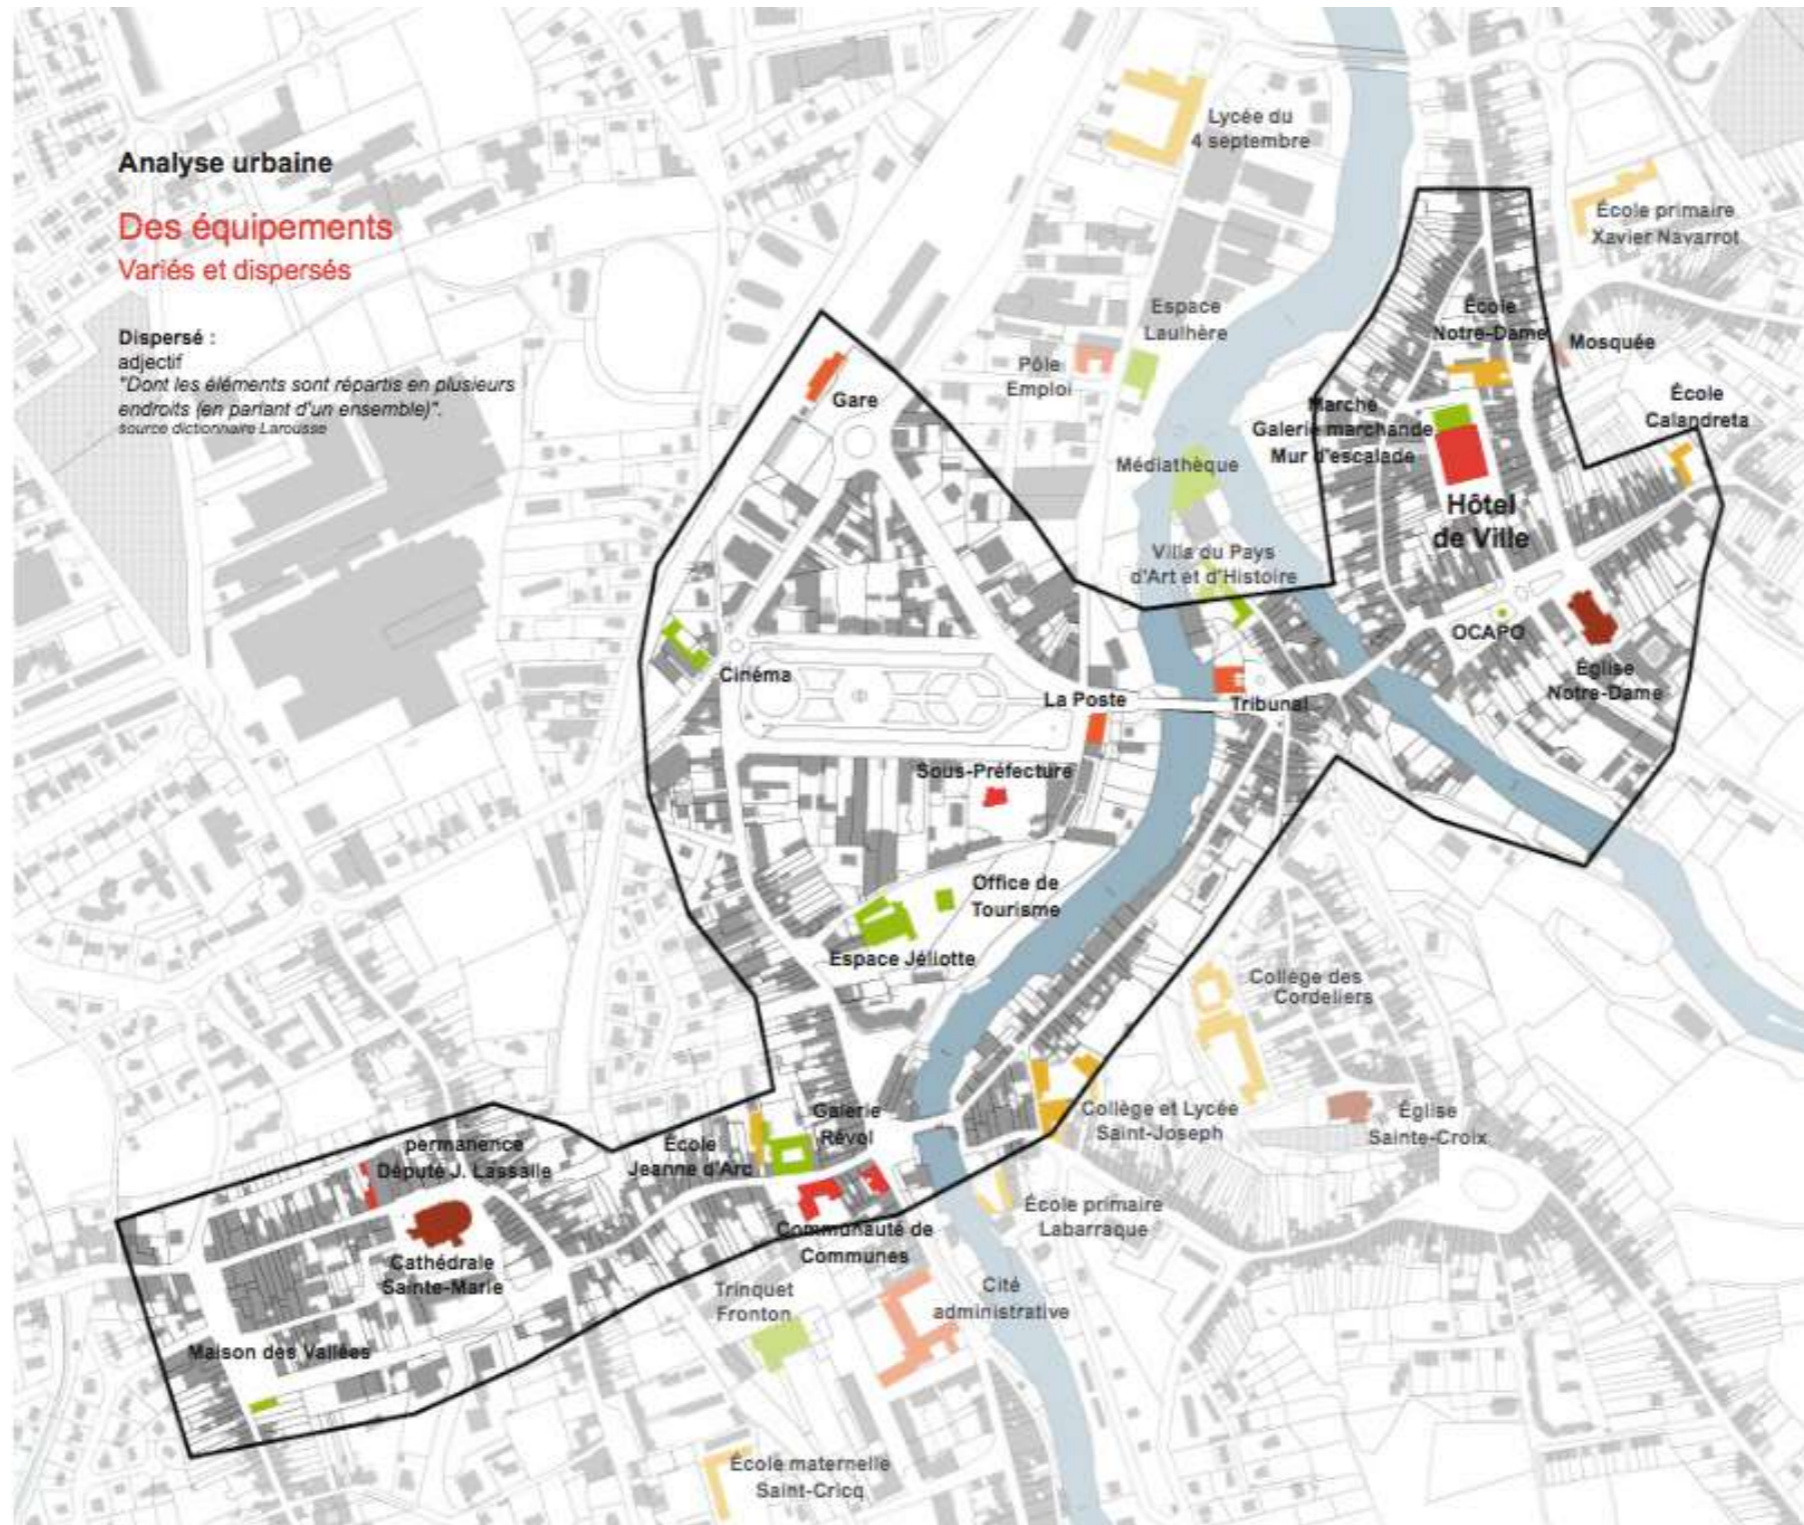 Analyse urbaine
Des équipements
Variés et dispersés
Dispersé :
adjectif
"Dont les éléments sont répartis en plusieurs
endroits (en parlant d'un ensemble)".
source dictionnaire Larousse
Lycée du
4 septembre
École primaire
Xavier Navarrot
Espace
Laulhère
École
Notre-Dame
Mosquée
Pôle
Emploi
Gare
École
Calandreta
Marché
Galerie marchande
Mur d'escalade
Médiathèque
Hôtel
de Ville
Villa du Pays
d'Art et d'Histoire
OCAPO
Église
Notre-Dame
Cinéma
La Poste
Tribunal
Sous-Préfecture
Office de
Tourisme
Espace Jéliotte
Collège des
Cordeliers
Galerie
Révol
Collège et Lycée
Saint-Joseph
Église
Sainte-Croix
permanence
Député J. Lassalle
École
Jeanne d'Arc
École primaire
Labarraque
Communauté de
Communes
Cathédrale
Sainte-Marie
Trinquet
Fronton
Cité
administrative
Maison des Vallées
École maternelle
Saint-Cricq